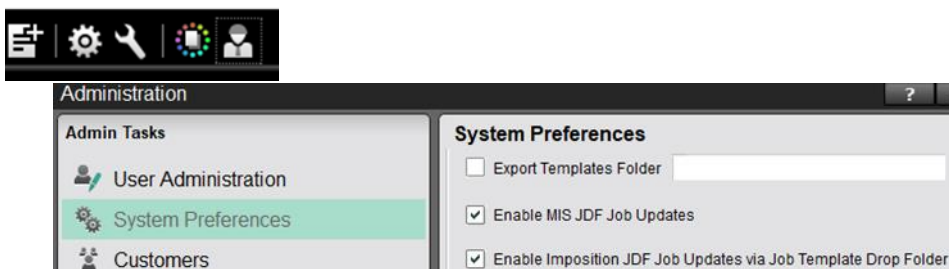 Administration
?
Admin Tasks
User Administration
System Preferences
Customers
System Preferences
Export Templates Folder
Enable MIS JDF Job Updates
Enable Imposition JDF Job Updates via Job Template Drop Folder